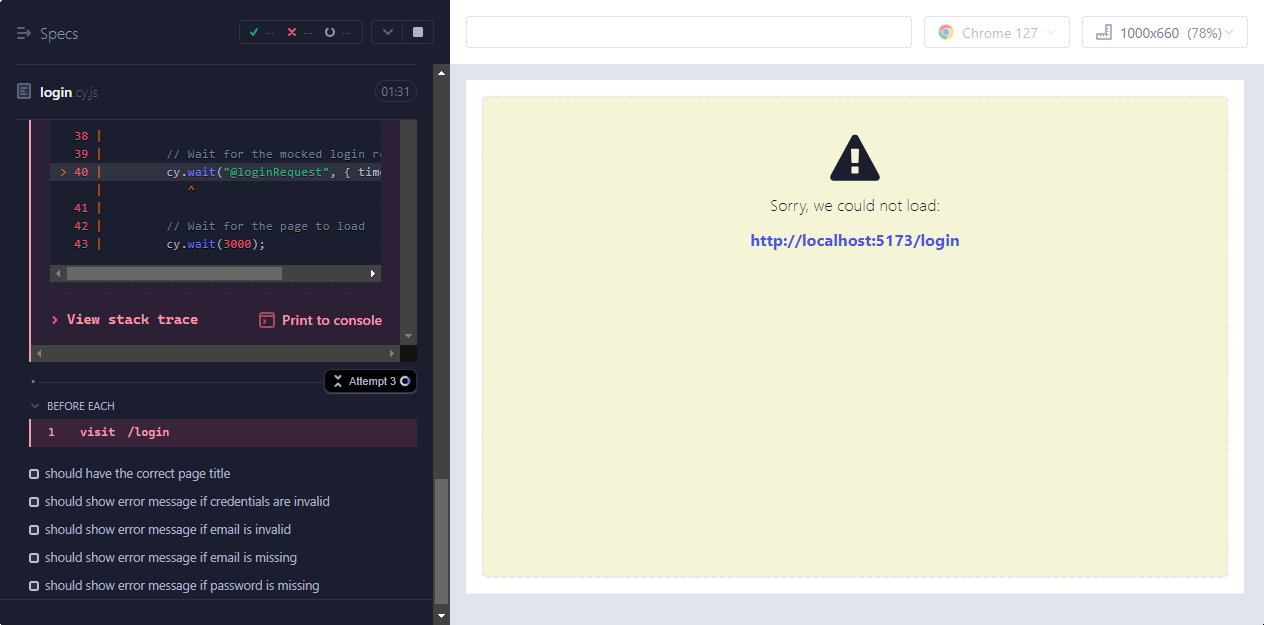 Specs
-- -- --
Chrome 127
1000x660 (78%)
login.cy.js
01:31
38 |
39 | // Wait for the mocked login
> 40 | cy.wait("@loginRequest", {
| ^
41 |
42 | // Wait for the page to load
43 | cy.wait(3000);
> View stack trace
Print to console
Attempt 3
BEFORE EACH
1 visit /login
should have the correct page title
should show error message if credentials are invalid
should show error message if email is invalid
should show error message if email is missing
should show error message if password is missing
Sorry, we could not load:
http://localhost:5173/login